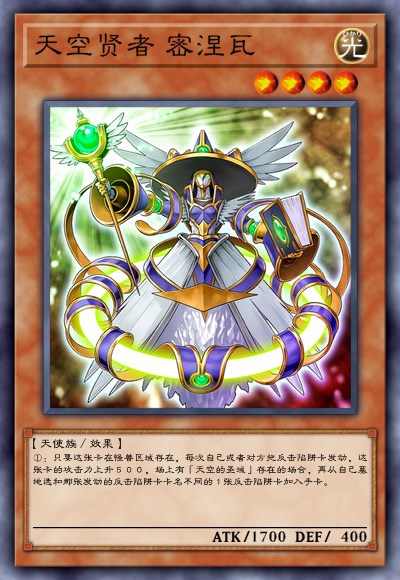 天空贤者 密涅瓦
ひかり
光
【天使族／效果】
①：只要这张卡在怪兽区域存在，每次自己或者对方把反击陷阱卡发动，这
张卡的攻击力上升５００，场上有「天空的圣域」存在的场合，再从自己墓
地选和那张发动的反击陷阱卡卡名不同的１张反击陷阱卡加入手卡。
ATK/1700 DEF/ 400